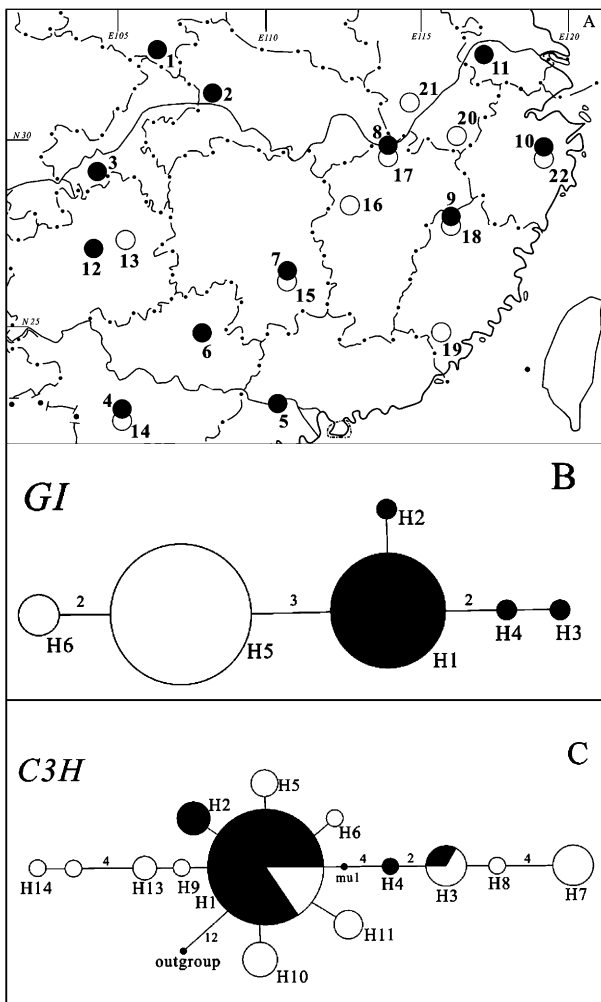 E105 E110 E115 E120 A
1
2
21
11
N 30
8
20
10
3
17
22
16
9
12
13
18
7
15
N 25
6
19
4
5
14
GI B
H2
2
3
2
H6
H5
H1
H4
H3
C3H C
H5
H2
H6
4
4
2
4
H14
H13
H9
H1
mu1
H4
H3
H8
H7
12
H11
outgroup
H10